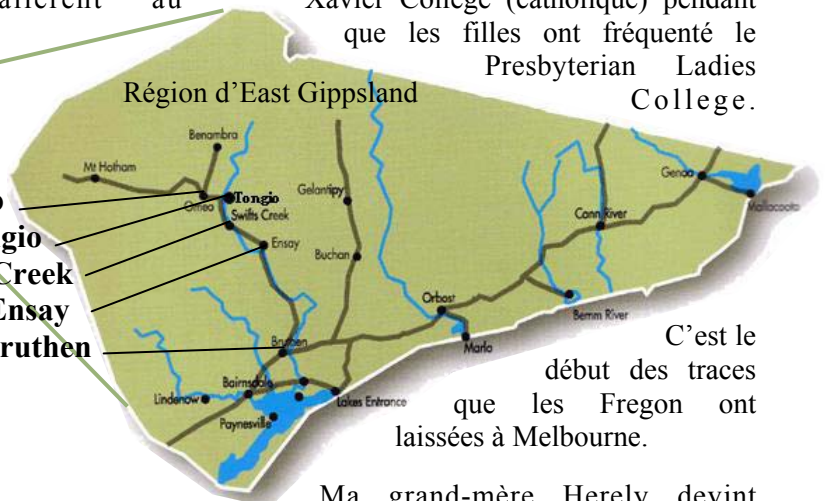 Xavier College (catholique) pendant
que les filles ont fréquenté le
Presbyterian Ladies
College.
Région d'East Gippsland
Benambra
Mt Hotham
Omeo
Tongio
Swifts Creek
Gelantipy
Ensay
Buchan
Genoa
Mallacoota
Cann River
Creek
Ensay
Orbost
Bemm River
Marlo
Bruthen
Bairnsdale
Lindenow
Paynesville
Lakes Entrance
C'est le
début des traces
que les Fregon ont
laissées à Melbourne.
Ma grand-mère Herely devint